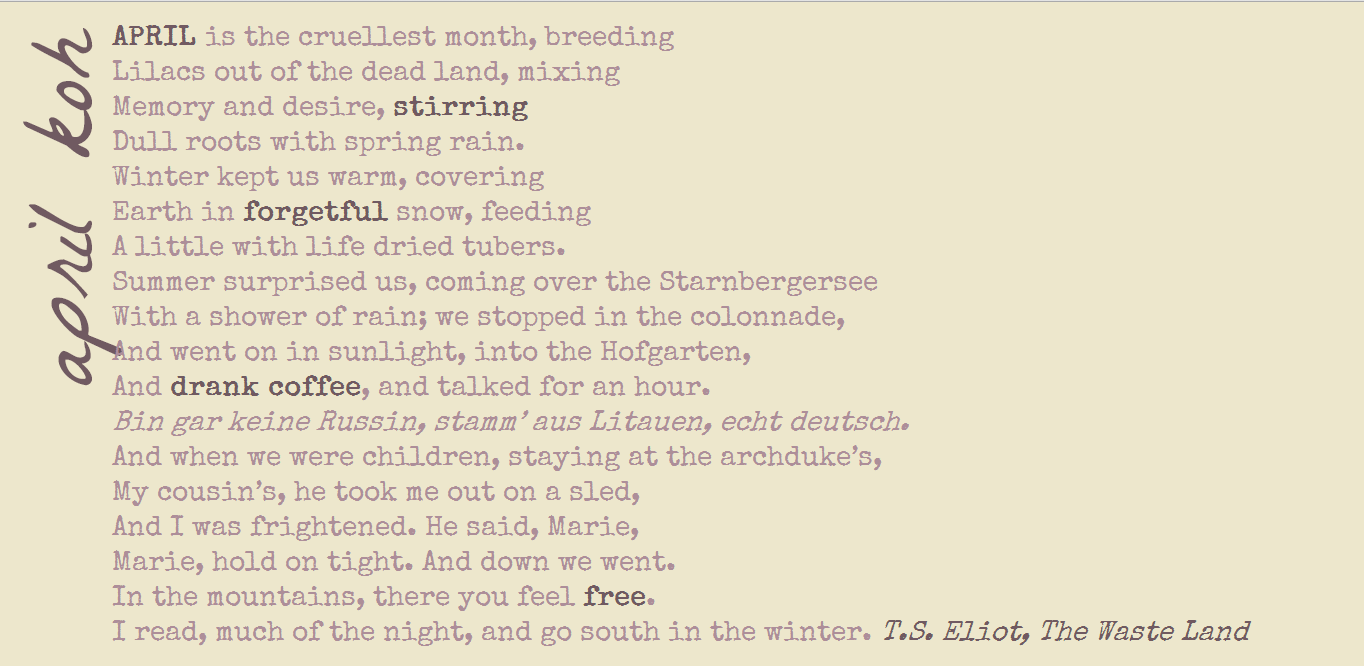 april koh
APRIL is the cruellest month, breeding
Lilacs out of the dead land, mixing
Memory and desire, stirring
Dull roots with spring rain.
Winter kept us warm, covering
Earth in forgetful snow, feeding
A little with life dried tubers.
Summer surprised us, coming over the Starnbergersee
With a shower of rain; we stopped in the colonnade,
And went on in sunlight, into the Hofgarten,
And drank coffee, and talked for an hour.
Bin gar keine Russin, stamm’ aus Litauen, echt deutsch.
And when we were children, staying at the archduke’s,
My cousin’s, he took me out on a sled,
And I was frightened. He said, Marie,
Marie, hold on tight. And down we went.
In the mountains, there you feel free.
I read, much of the night, and go south in the winter. T.S. Eliot, The Waste Land